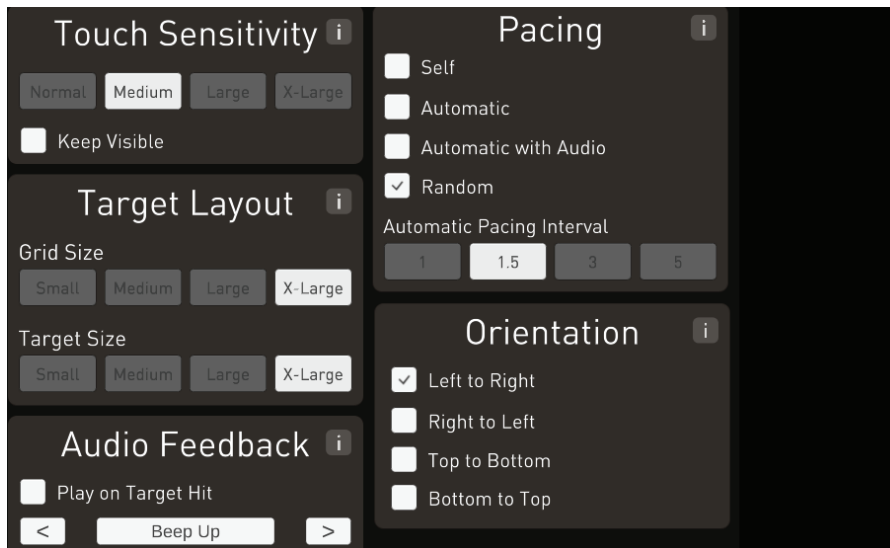 Touch Sensitivity i
Normal Medium Large X-Large
Keep Visible
Target Layout i
Grid Size
Small Medium Large X-Large
Target Size
Small Medium Large X-Large
Audio Feedback i
Play on Target Hit
< Beep Up >
Pacing i
Self
Automatic
Automatic with Audio
Random
Automatic Pacing Interval
1 1.5 3 5
Orientation i
Left to Right
Right to Left
Top to Bottom
Bottom to Top